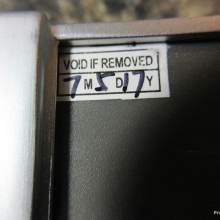 VOID IF REMOVED
7 M 5 D 17 Y